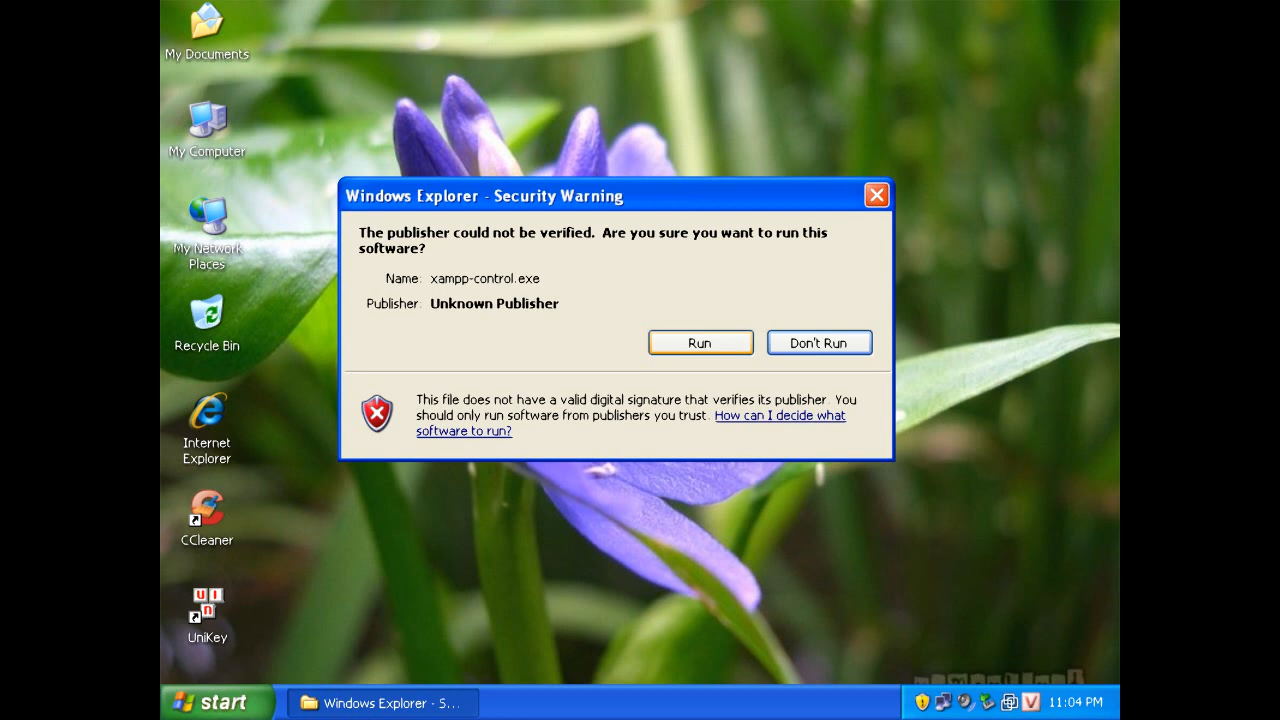 My Documents
My Computer
My Network
Places
Recycle Bin
Internet
Explorer
CCleaner
UniKey
Windows Explorer - Security Warning
The publisher could not be verified. Are you sure you want to run this
software?
Name: xampp-control.exe
Publisher: Unknown Publisher
Run
Don't Run
This file does not have a valid digital signature that verifies its publisher. You
should only run software from publishers you trust. How can I decide what
software to run?
start
Windows Explorer - S...
V
11:04 PM